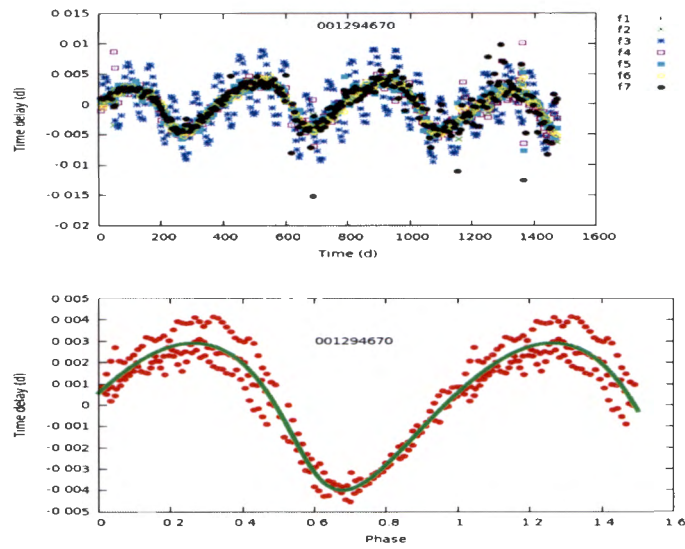 0 015
0 01
0 005
0
-0 005
-0 01
-0 015
-0 02
Time delay (d)
001294670
f1
f2
f3
f4
f5
f6
f7
0 200 400 600 800 1000 1200 1400 1600
Time (d)
0 005
0 004
0 003
0 002
0 001
0
-0 001
-0 002
-0 003
-0 004
-0 005
Time delay (d)
001294670
0 0 2 0 4 0 6 0 8 1 1 2 1 4 1 6
Phase